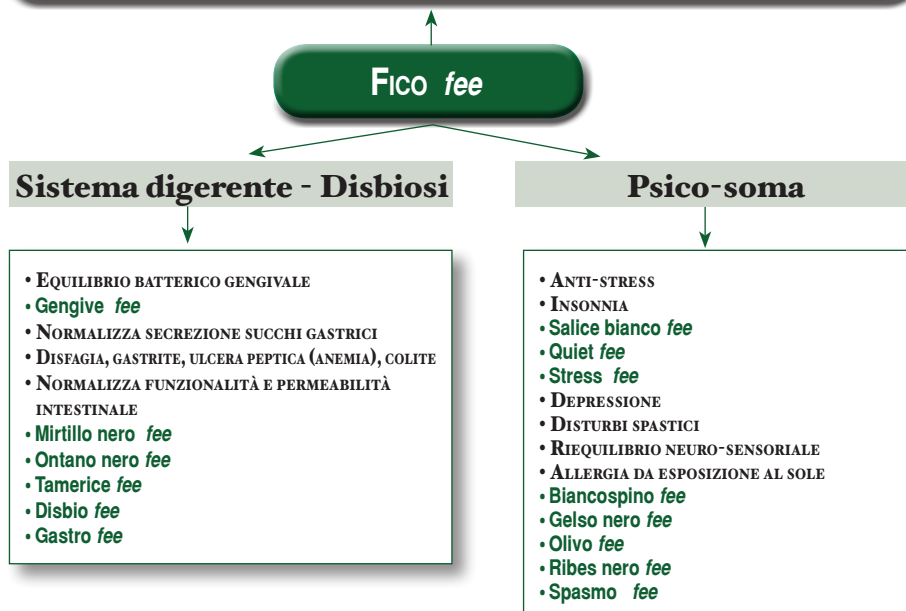 Fico fee
Sistema digerente - Disbiosi
• Equilibrio batterico gengivale
• Gengive fee
• Normalizza secrezione succhi gastrici
• Disfagia, gastrite, ulcera peptica (anemia), colite
• Normalizza funzionalità e permeabilità
intestinale
• Mirtillo nero fee
• Ontano nero fee
• Tamerice fee
• Disbio fee
• Gastro fee
Psico-soma
• Anti-stress
• Insonnia
• Salice bianco fee
• Quiet fee
• Stress fee
• Depressione
• Disturbi spastici
• Riequilibrio neuro-sensoriale
• Allergia da esposizione al sole
• Biancospino fee
• Gelso nero fee
• Olivo fee
• Ribes nero fee
• Spasmo fee